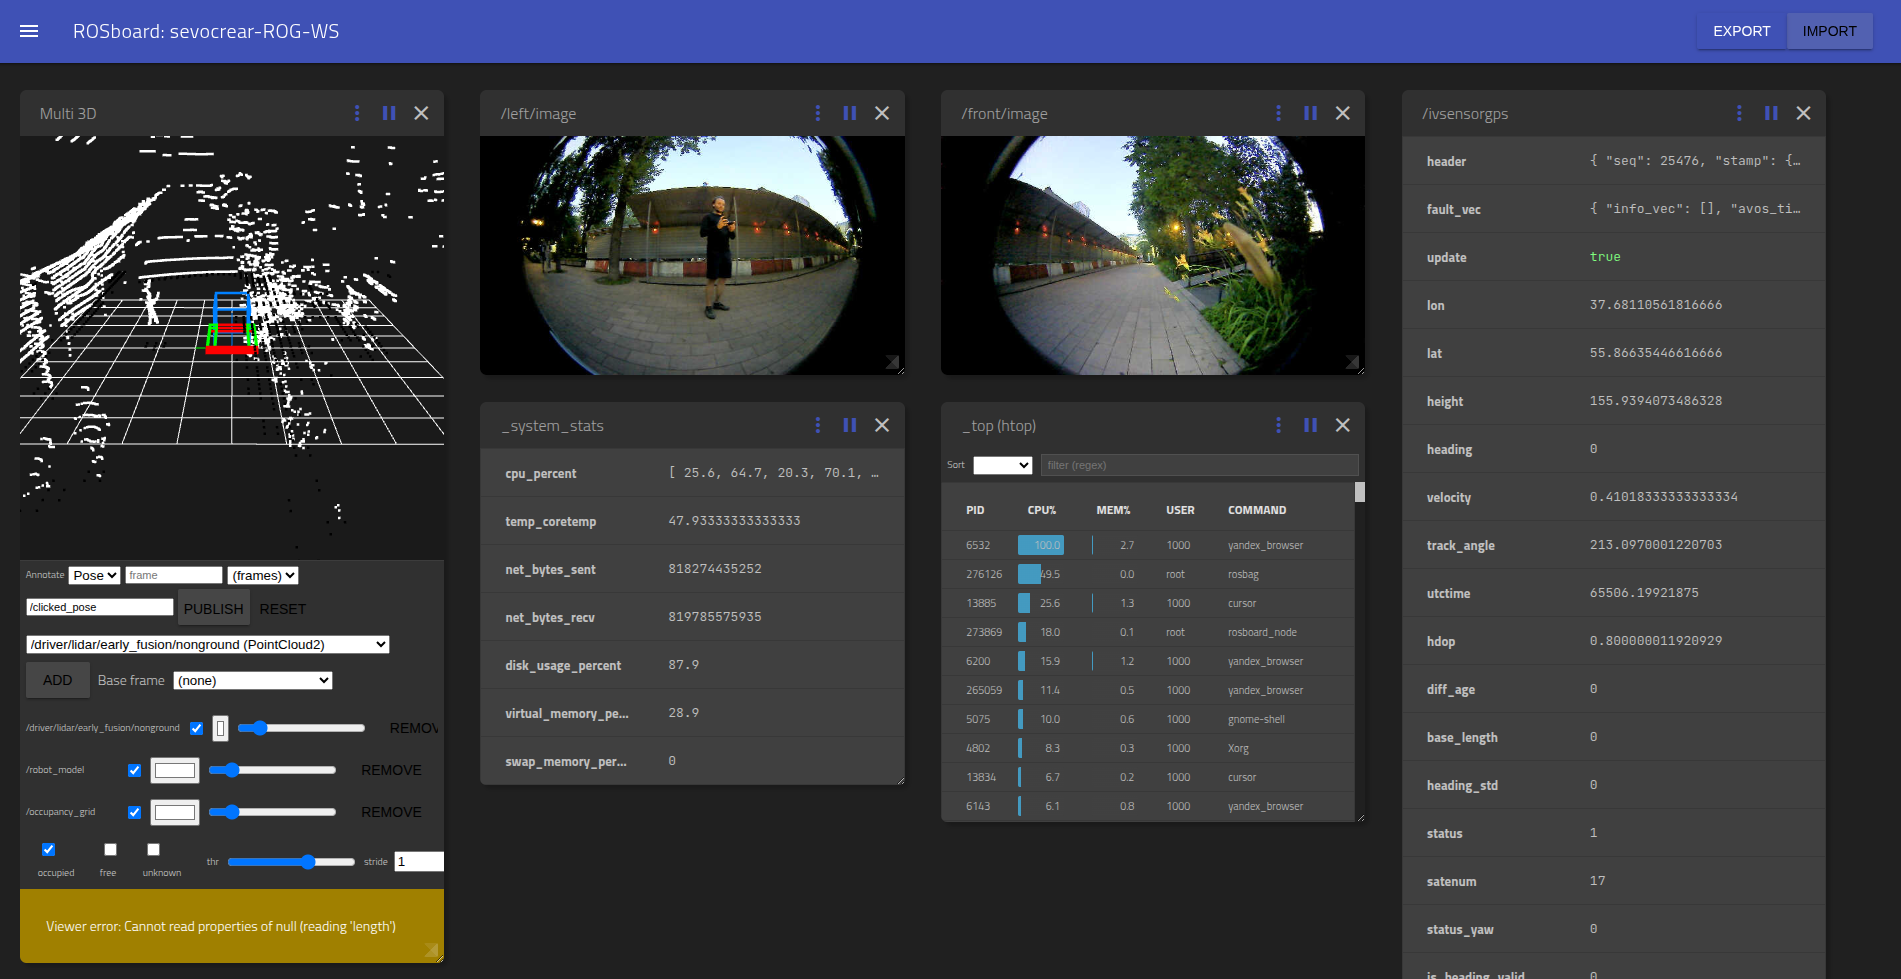 ROSboard: sevocrear-ROG-WS
EXPORT
IMPORT
Multi 3D
Annotate Pose frame (frames)
/clicked_pose PUBLISH RESET
/driver/lidar/early_fusion/nonground (PointCloud2)
ADD Base frame (none)
/driver/lidar/early_fusion/nonground REMOV
/robot_model REMOVE
/occupancy_grid REMOVE
occupied free unknown thr stride 1
Viewer error: Cannot read properties of null (reading 'length')
/left/image
/front/image
_system_stats
cpu_percent [ 25.6, 64.7, 20.3, 70.1, …
temp_coretemp 47.93333333333333
net_bytes_sent 818274435252
net_bytes_recv 819785575935
disk_usage_percent 87.9
virtual_memory_pe... 28.9
swap_memory_per... 0
_top (htop)
Sort filter (regex)
PID CPU% MEM% USER COMMAND
6532 100.0 2.7 1000 yandex_browser
276126 49.5 0.0 root rosbag
13885 25.6 1.3 1000 cursor
273869 18.0 0.1 root rosboard_node
6200 15.9 1.2 1000 yandex_browser
265059 11.4 0.5 1000 yandex_browser
5075 10.0 0.6 1000 gnome-shell
4802 8.3 0.3 1000 Xorg
13834 6.7 0.2 1000 cursor
6143 6.1 0.8 1000 yandex_browser
/ivsensorgps
header { "seq": 25476, "stamp": {…
fault_vec { "info_vec": [], "avos_ti…
update true
lon 37.68110561816666
lat 55.86635446616666
height 155.9394073486328
heading 0
velocity 0.41018333333333334
track_angle 213.0970001220703
utctime 65506.19921875
hdop 0.800000011920929
diff_age 0
base_length 0
heading_std 0
status 1
satenum 17
status_yaw 0
is_heading_valid 0